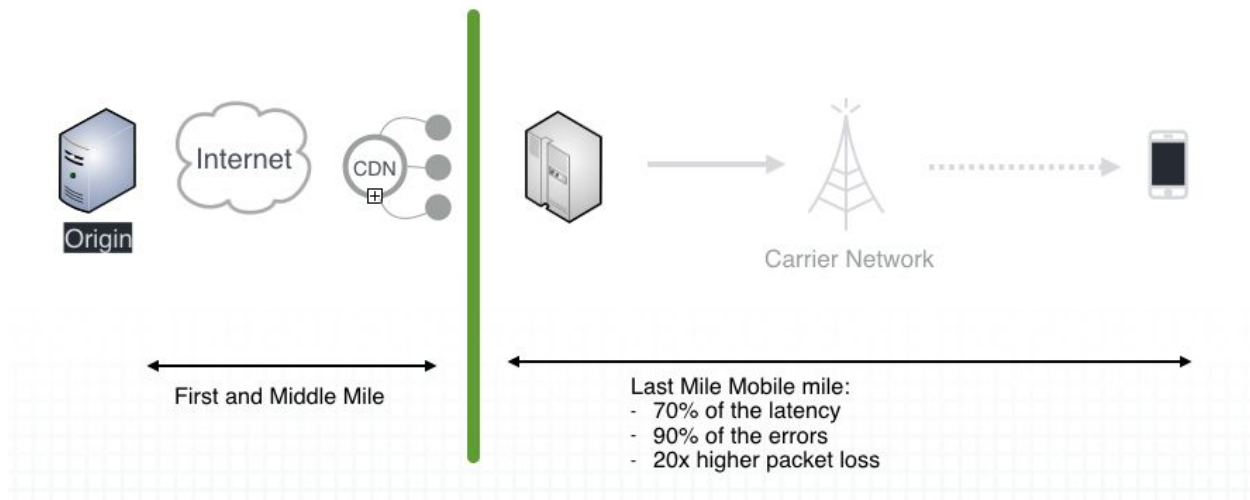 Internet
CDN
Origin
Carrier Network
First and Middle Mile
Last Mile Mobile mile:
- 70% of the latency
- 90% of the errors
- 20x higher packet loss